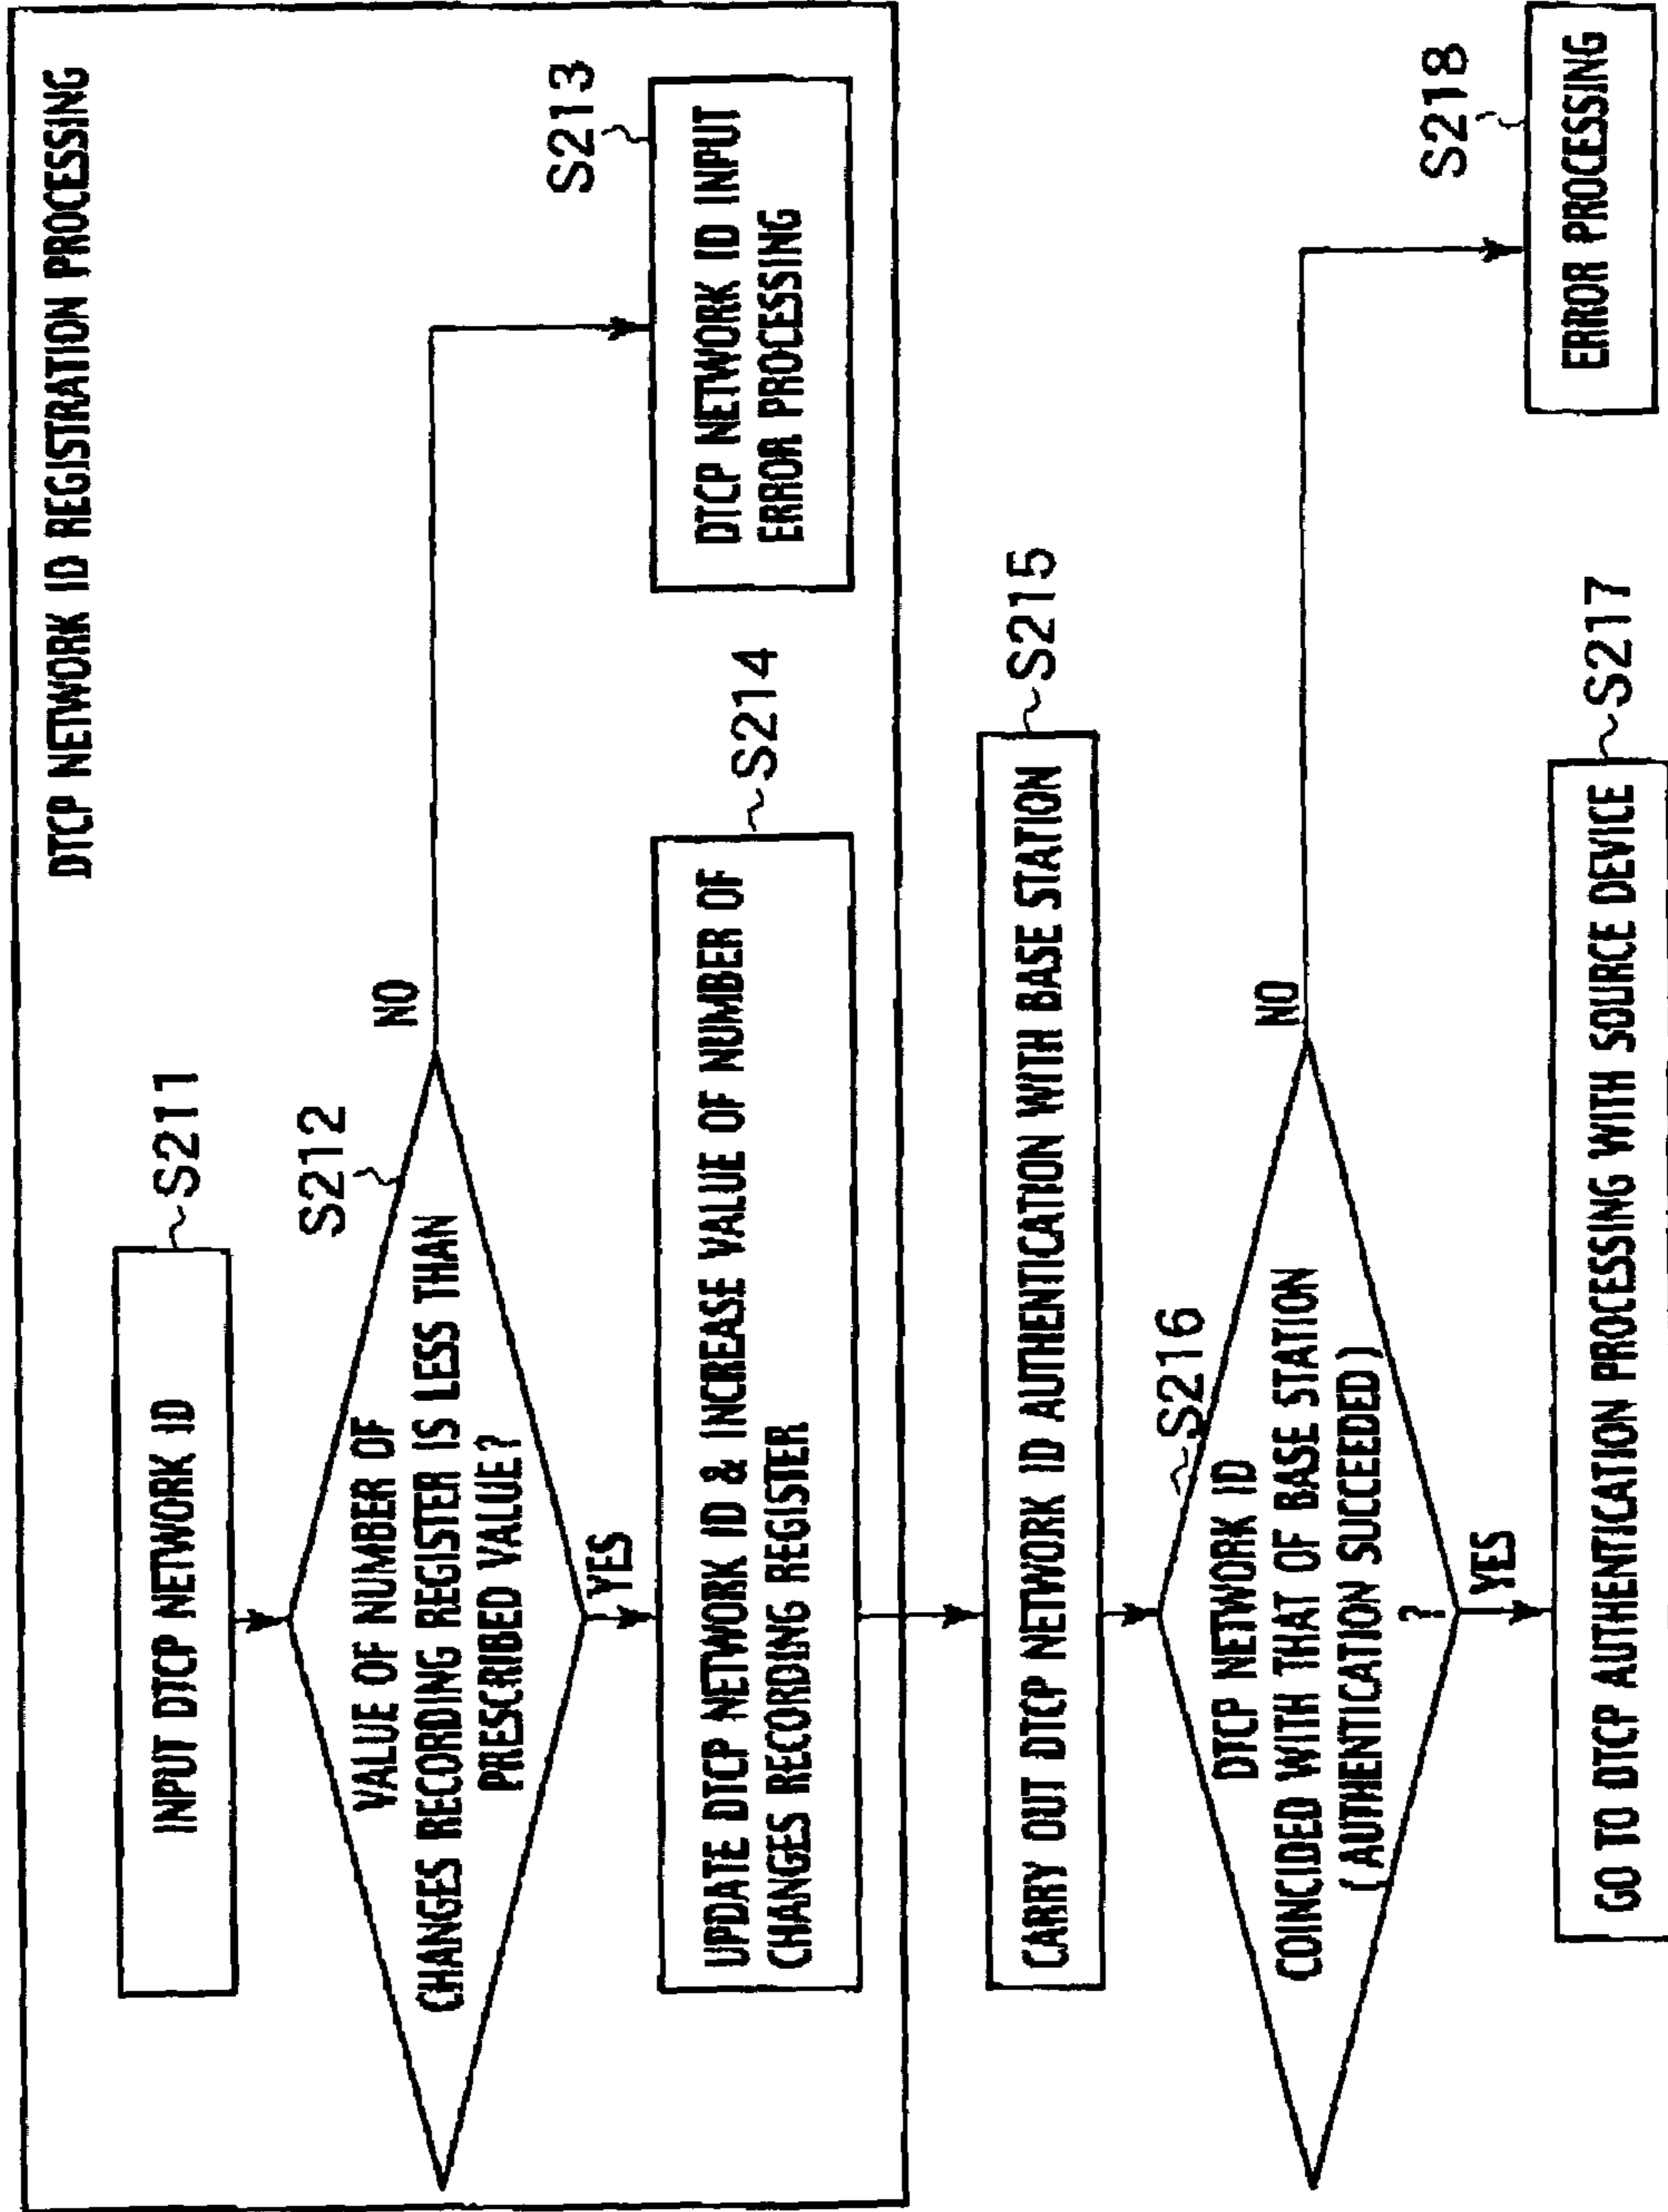 DTCP NETWORK ID REGISTRATION PROCESSING
S211
INPUT DTCP NETWORK ID
S212
VALUE OF NUMBER OF
CHANGES RECORDING REGISTER IS LESS THAN
PRESCRIBED VALUE?
NO
YES
S213
DTCP NETWORK ID INPUT
ERROR PROCESSING
S214
UPDATE DTCP NETWORK ID & INCREASE VALUE OF NUMBER OF
CHANGES RECORDING REGISTER
S215
CARRY OUT DTCP NETWORK ID AUTHENTICATION WITH BASE STATION
S216
DTCP NETWORK ID
COINCIDED WITH THAT OF BASE STATION
(AUTHENTICATION SUCCEEDED)
?
NO
YES
S218
ERROR PROCESSING
S217
GO TO DTCP AUTHENTICATION PROCESSING WITH SOURCE DEVICE